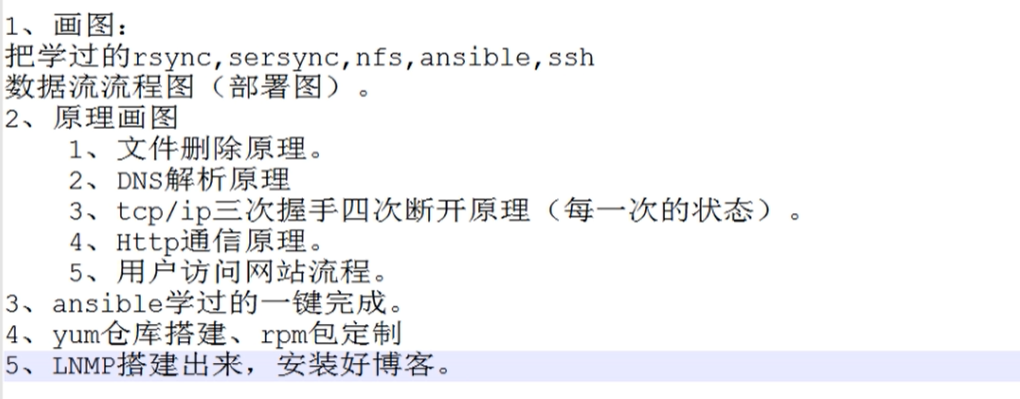 1、画图：
把学过的rsync,sersync,nfs,ansible,ssh
数据流流程图（部署图）。
2、原理画图
1、文件删除原理。
2、DNS解析原理
3、tcp/ip三次握手四次断开原理（每一次的状态）。
4、Http通信原理。
5、用户访问网站流程。
3、ansible学过的一键完成。
4、yum仓库搭建、rpm包定制
5、LNMP搭建出来，安装好博客。